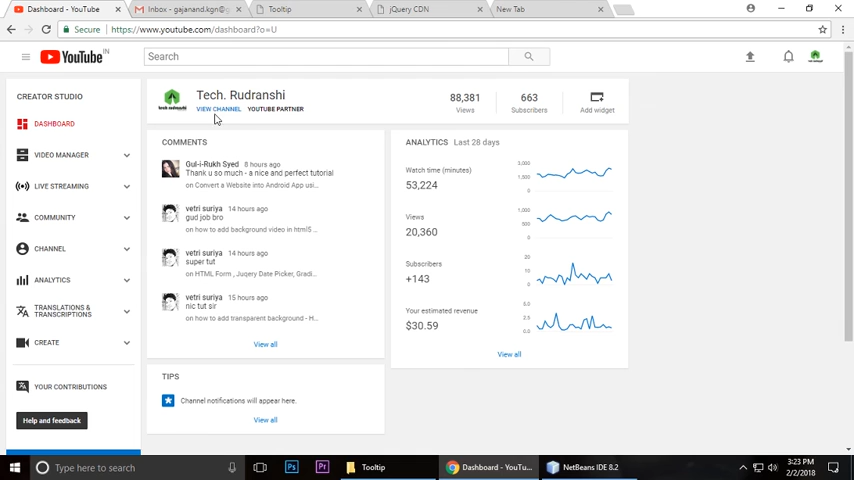 Dashboard - YouTube
Inbox - gajanand.kgn@g
Tooltip
jQuery CDN
New Tab
Secure
https://www.youtube.com/dashboard?o=U
YouTube IN
Search
CREATOR STUDIO
DASHBOARD
VIDEO MANAGER
LIVE STREAMING
COMMUNITY
CHANNEL
ANALYTICS
TRANSLATIONS &
TRANSCRIPTIONS
CREATE
YOUR CONTRIBUTIONS
Help and feedback
tech rudranshi
Tech. Rudranshi
VIEW CHANNEL YOUTUBE PARTNER
88,381
Views
663
Subscribers
Add widget
COMMENTS
Gul-i-Rukh Syed 8 hours ago
Thank u so much - a nice and perfect tutorial
on Convert a Website into Android App usi...
vetri suriya 14 hours ago
gud job bro
on how to add background video in html5 ...
vetri suriya 14 hours ago
super tut
on HTML Form , Juqery Date Picker, Gradi...
vetri suriya 15 hours ago
nic tut sir
on how to add transparent background - H...
View all
TIPS
Channel notifications will appear here.
View all
ANALYTICS Last 28 days
Watch time (minutes)
53,224
3,000
1,500
0
Views
20,360
1,000
500
0
Subscribers
+143
20
10
0
Your estimated revenue
$30.59
5.0
2.5
0.0
View all
Type here to search
Ps
Pr
Tooltip
Dashboard - YouTu...
NetBeans IDE 8.2
3:23 PM
2/2/2018